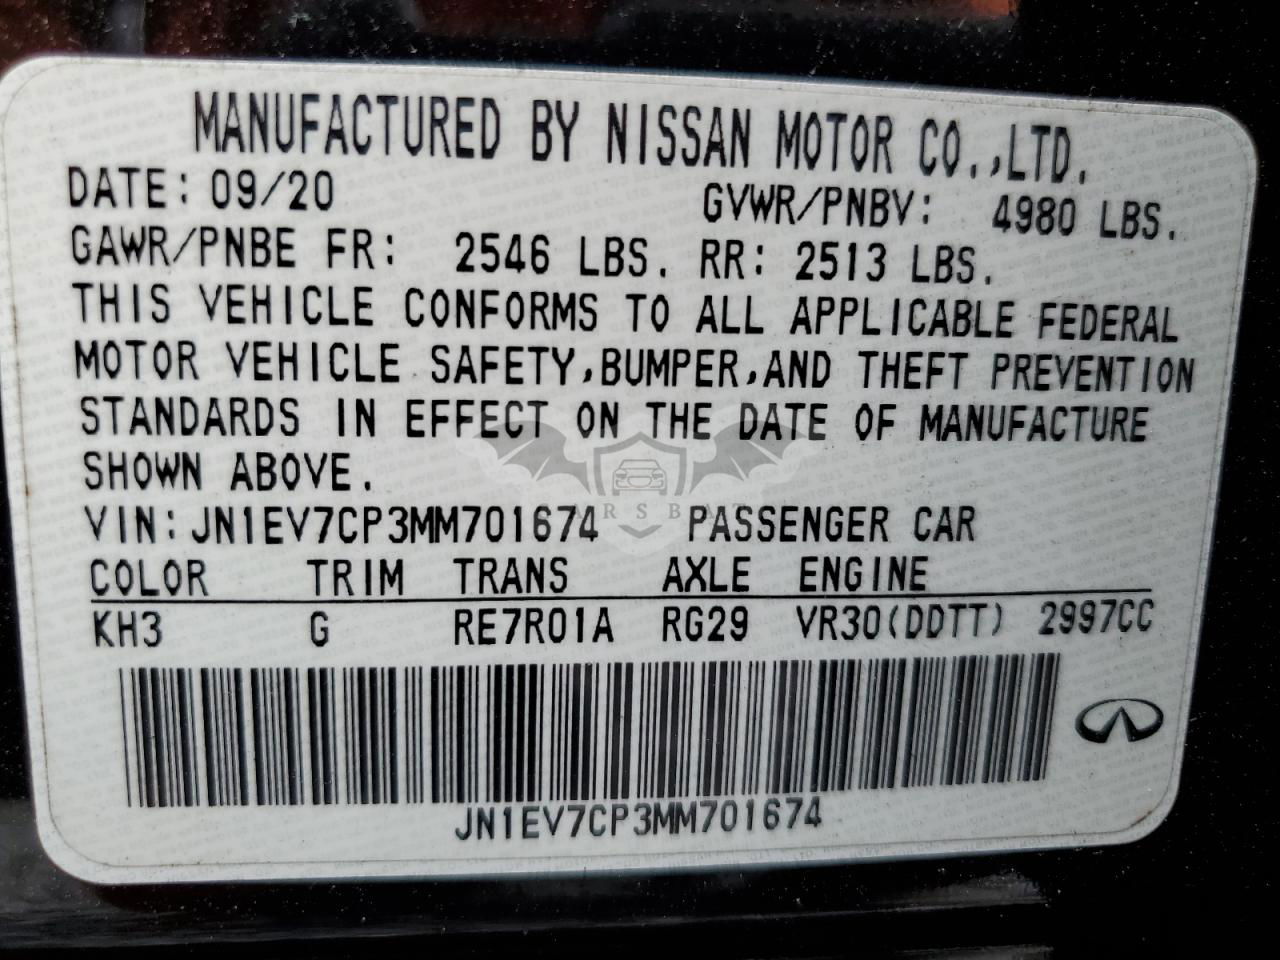 MANUFACTURED BY NISSAN MOTOR CO.,LTD.
DATE: 09/20 GVWR/PNBV: 4980 LBS.
GAWR/PNBE FR: 2546 LBS. RR: 2513 LBS.
THIS VEHICLE CONFORMS TO ALL APPLICABLE FEDERAL
MOTOR VEHICLE SAFETY,BUMPER,AND THEFT PREVENTION
STANDARDS IN EFFECT ON THE DATE OF MANUFACTURE
SHOWN ABOVE.
VIN:JN1EV7CP3MM701674 PASSENGER CAR
COLOR TRIM TRANS AXLE ENGINE
KH3 G RE7R01A RG29 VR30(DDTT) 2997CC
JN1EV7CP3MM701674